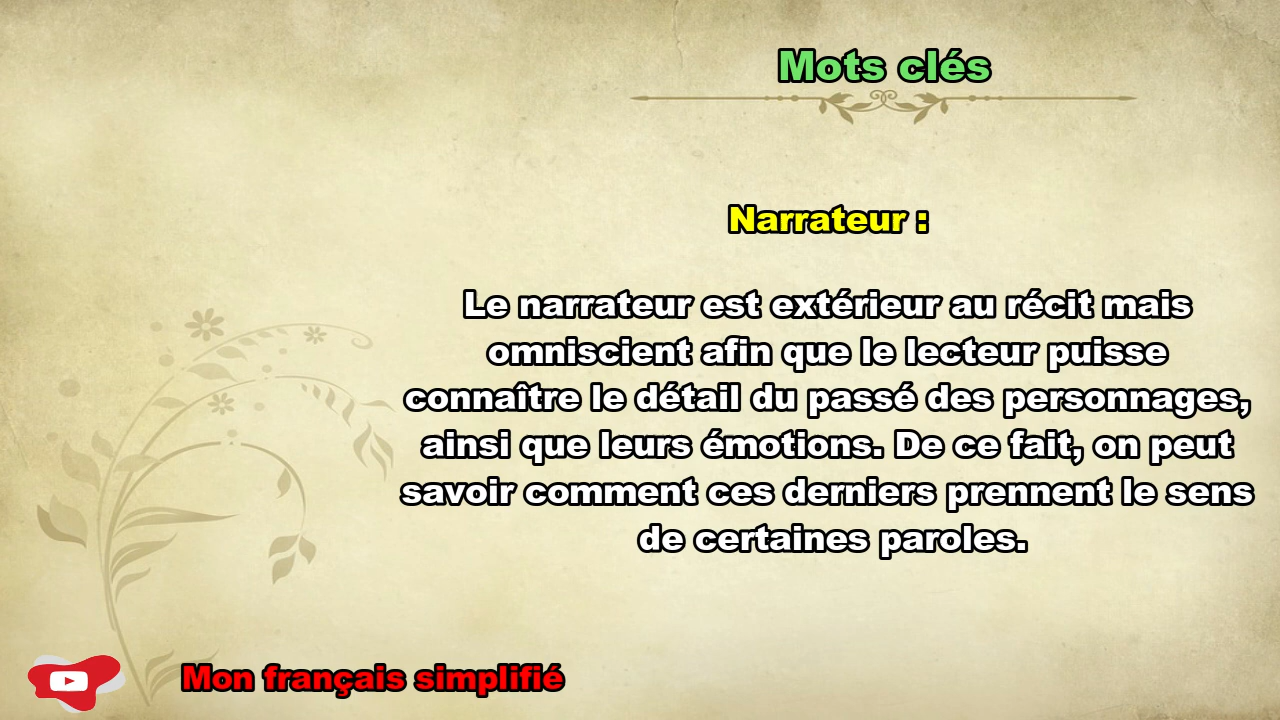 Mots clés
Narrateur :
Le narrateur est extérieur au récit mais
omniscient afin que le lecteur puisse
connaître le détail du passé des personnages,
ainsi que leurs émotions. De ce fait, on peut
savoir comment ces derniers prennent le sens
de certaines paroles.
Mon français simplifié